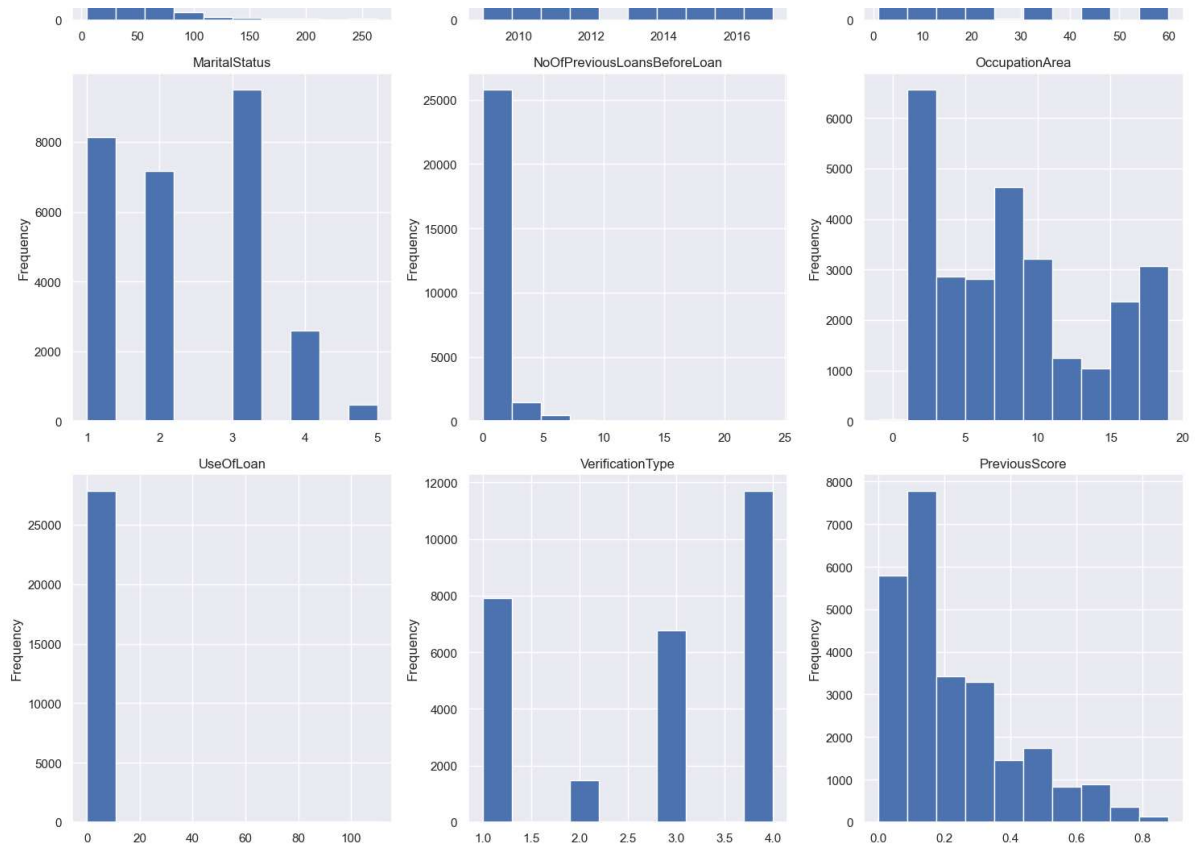 0
0 50 100 150 200 250
0
2010 2012 2014 2016
0
0 10 20 30 40 50 60
MaritalStatus
Frequency
8000
6000
4000
2000
0
1 2 3 4 5
NoOfPreviousLoansBeforeLoan
Frequency
25000
20000
15000
10000
5000
0
0 5 10 15 20 25
OccupationArea
Frequency
6000
5000
4000
3000
2000
1000
0
0 5 10 15 20
UseOfLoan
Frequency
25000
20000
15000
10000
5000
0
0 20 40 60 80 100
VerificationType
Frequency
12000
10000
8000
6000
4000
2000
0
1.0 1.5 2.0 2.5 3.0 3.5 4.0
PreviousScore
Frequency
8000
7000
6000
5000
4000
3000
2000
1000
0
0.0 0.2 0.4 0.6 0.8